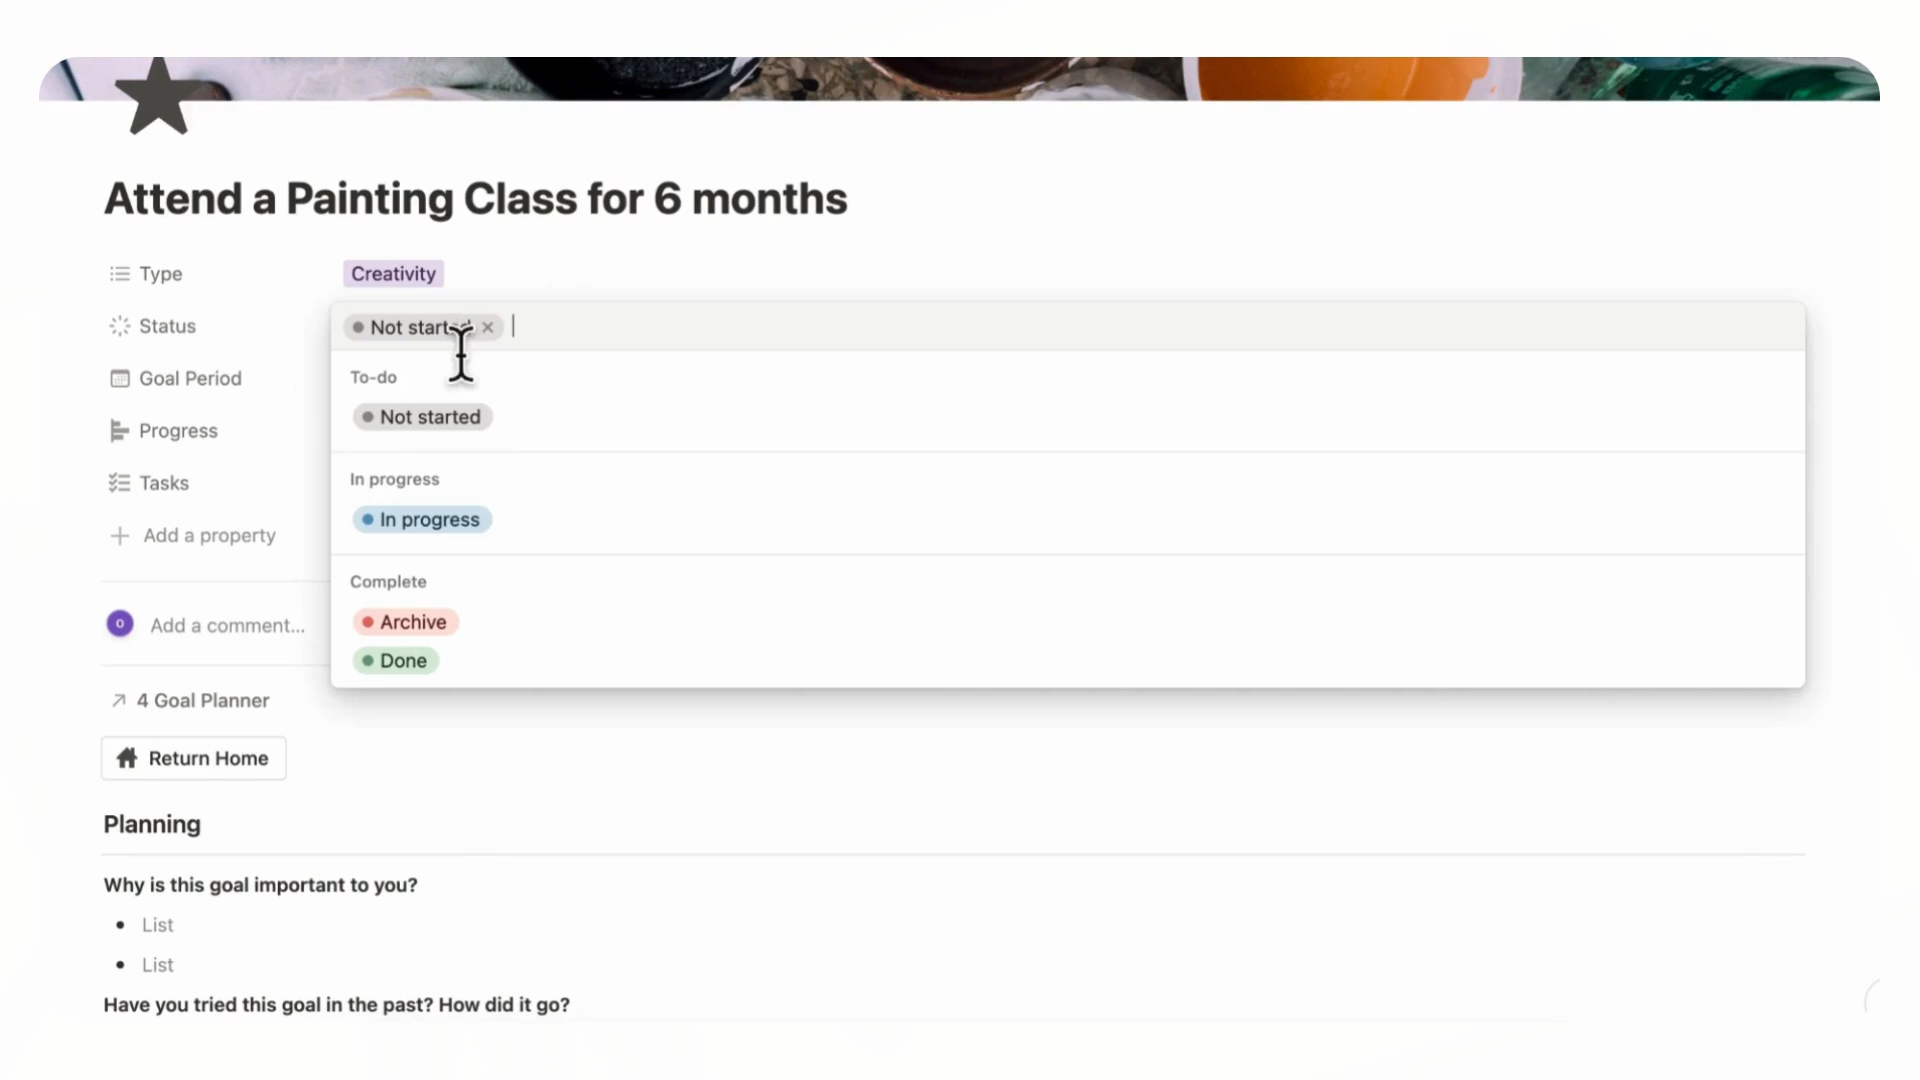 Attend a Painting Class for 6 months
Type Creativity
Status Not started
Goal Period To-do
Not started
Progress
In progress
Tasks
In progress
Add a property
Complete
O Add a comment... Archive
Done
4 Goal Planner
Return Home
Planning
Why is this goal important to you?
List
List
Have you tried this goal in the past? How did it go?